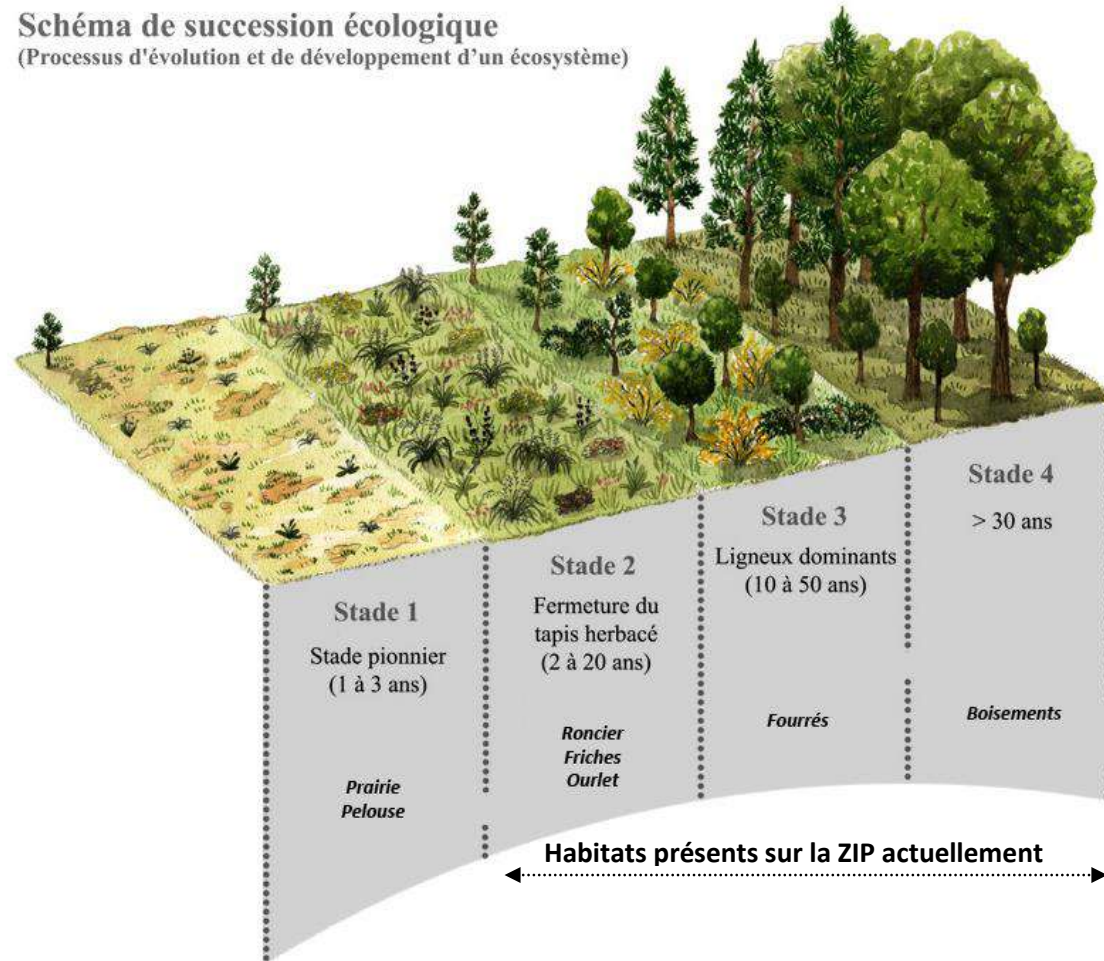 Schéma de succession écologique
(Processus d'évolution et de développement d’un écosystème)
Stade 1
Stade pionnier
(1 à 3 ans)
Prairie
Pelouse
Stade 2
Fermeture du
tapis herbacé
(2 à 20 ans)
Roncier
Friches
Ourlet
Stade 3
Ligneux dominants
(10 à 50 ans)
Fourrés
Stade 4
> 30 ans
Boisements
Habitats présents sur la ZIP actuellement